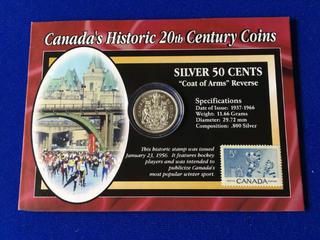 Canada's Historic 20th Century Coins
SILVER 50 CENTS
"Coat of Arms" Reverse
Specifications
Date of Issue: 1937-1966
Weight: 11.66 Grams
Diameter: 29.72 mm
Composition: .800 Silver
This historic stamp was issued
January 23, 1956. It features hockey
players and was intended to
publicize Canada's
most popular winter sport.
5¢
CANADA